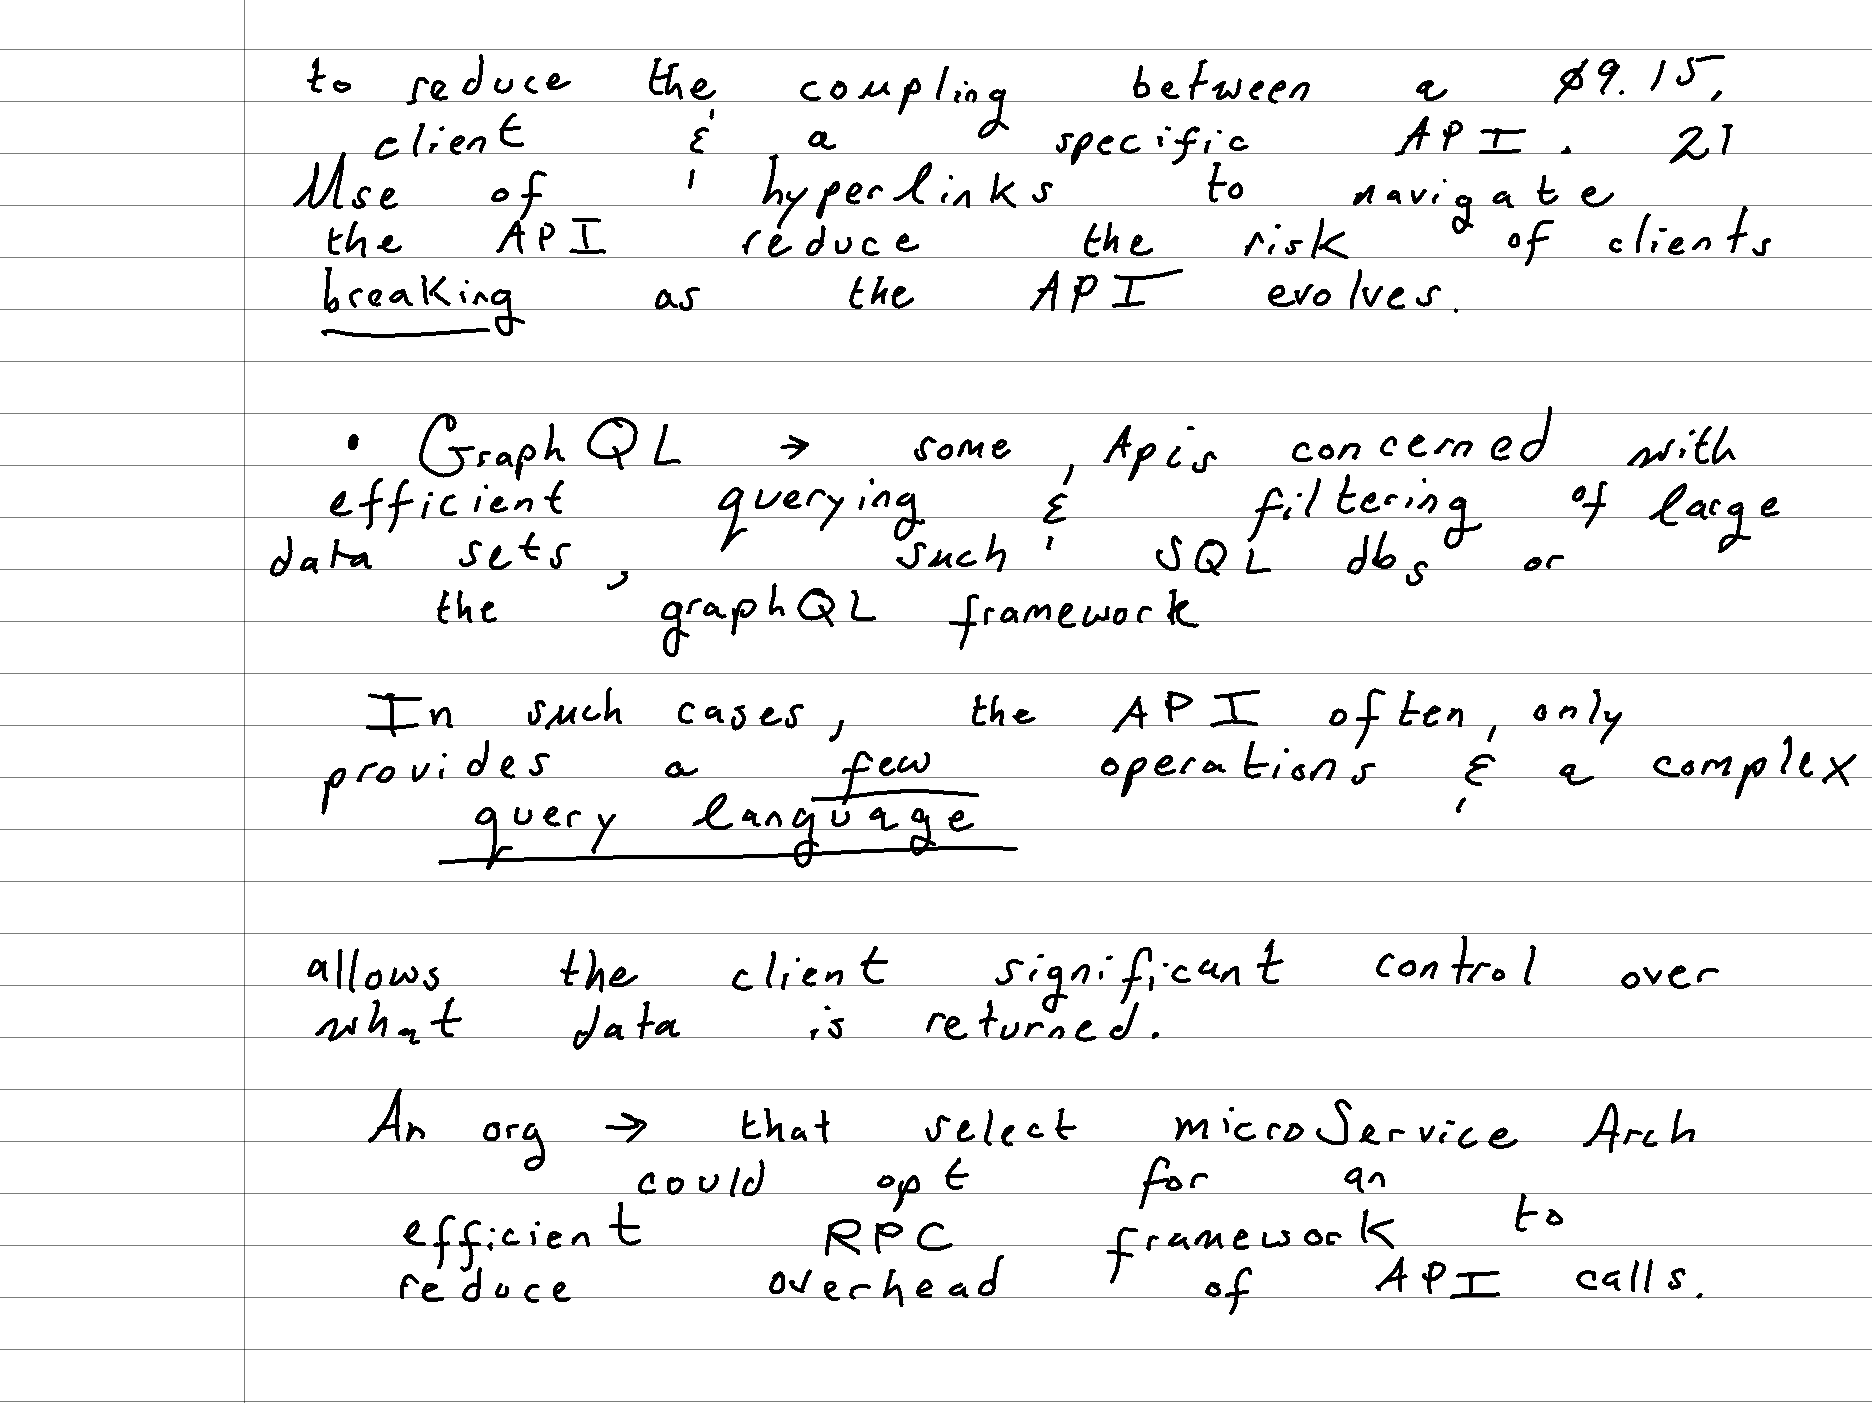 to reduce the coupling between a 09.15,
client & a specific API. 21
Use of hyperlinks to navigate
the API reduce the risk of clients
breaking as the API evolves.
• GraphQL → some Apis concerned with
efficient querying & filtering of large
data sets, such SQL dbs or
the graphQL framework
In such cases, the API often only
provides a few operations & a complex
query language
allows the client significant control over
what data is returned.
An org → that select microService Arch
could opt for an
efficient RPC framework to
reduce overhead of API calls.